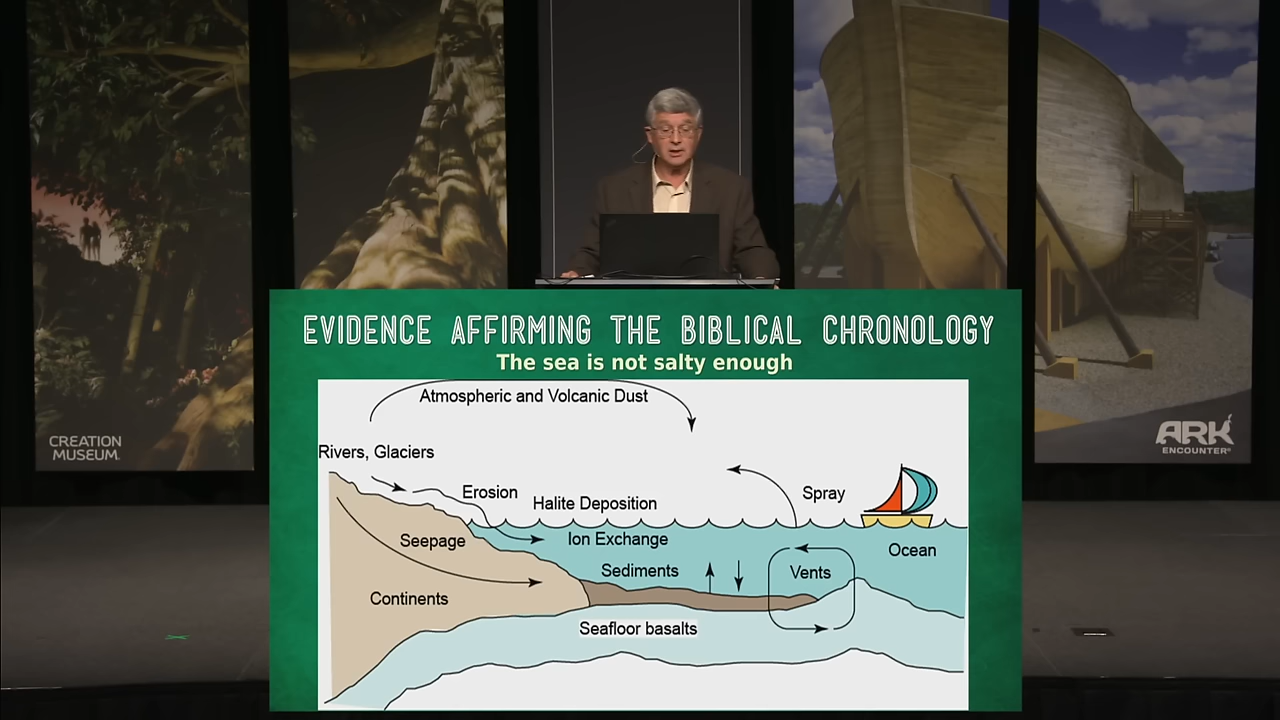 CREATION
MUSEUM
ARK
ENCOUNTER
EVIDENCE AFFIRMING THE BIBLICAL CHRONOLOGY
The sea is not salty enough
Atmospheric and Volcanic Dust
Rivers, Glaciers
Erosion
Halite Deposition
Spray
Seepage
Ion Exchange
Ocean
Sediments
Vents
Continents
Seafloor basalts